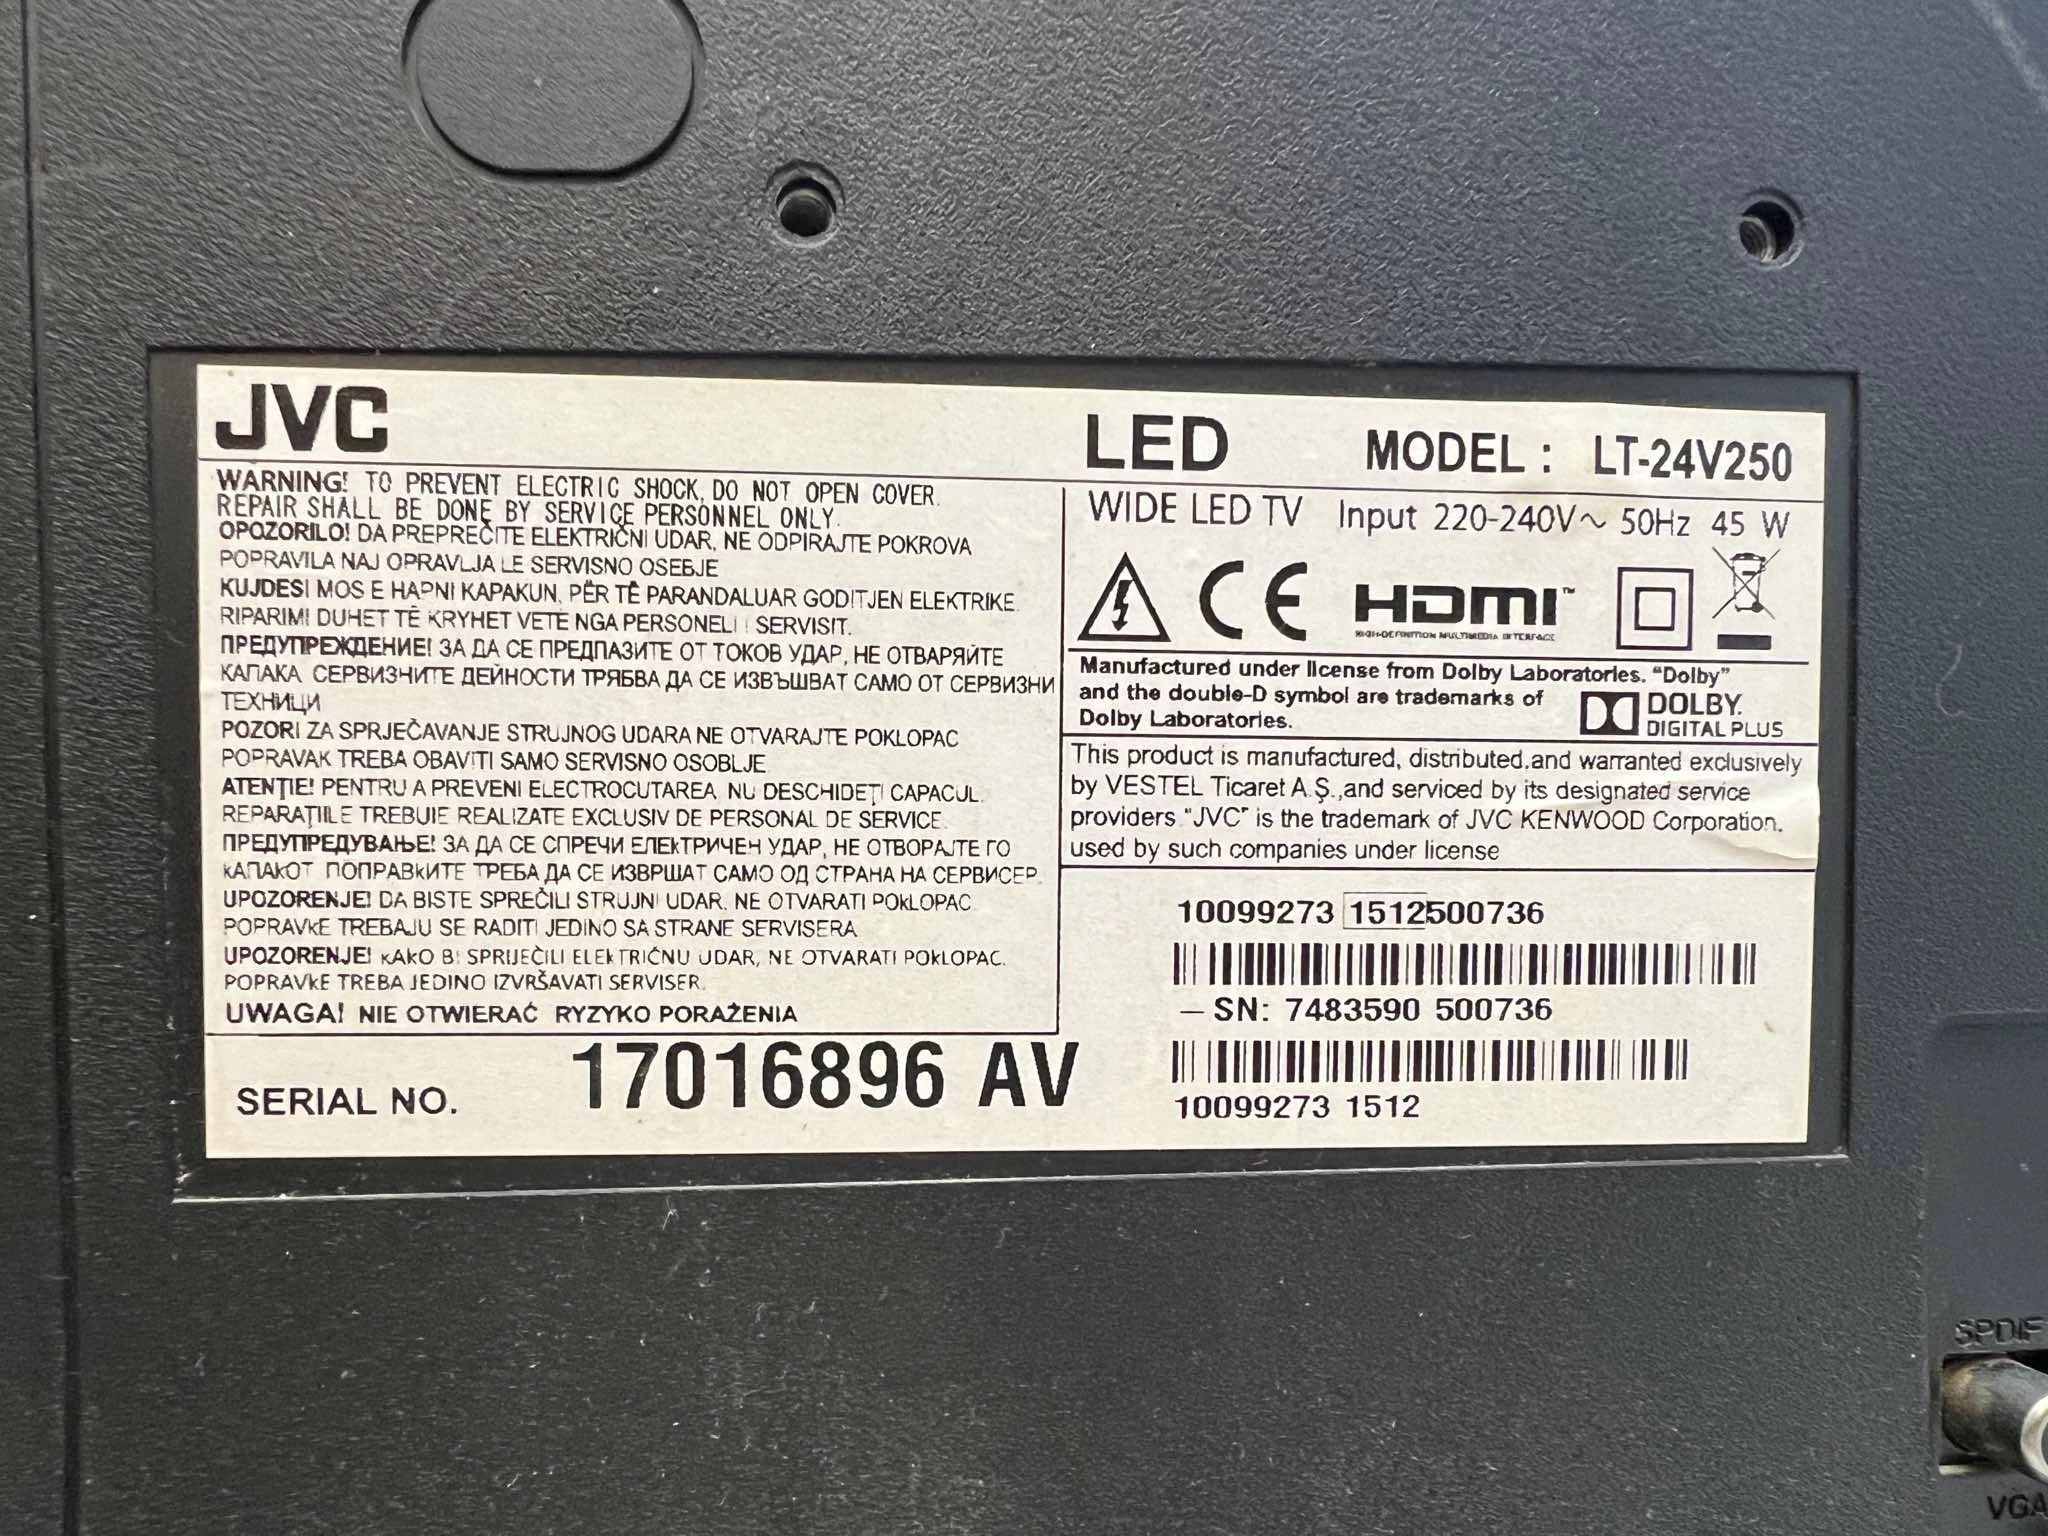 JVC
LED MODEL : LT-24V250
WARNING! TO PREVENT ELECTRIC SHOCK, DO NOT OPEN COVER.
REPAIR SHALL BE DONE BY SERVICE PERSONNEL ONLY.
OPOZORILO! DA PREPREČITE ELEKTRIČNI UDAR, NE ODPIRAJTE POKROVA
POPRAVILA NAJ OPRAVLJA LE SERVISNO OSEBJE
KUJDES! MOS E HAPNI KAPAKUN, PËR TË PARANDALUAR GODITJEN ELEKTRIKE.
RIPARIMI DUHET TË KRYHET VETË NGA PERSONELI I SERVISIT.
ПРЕДУПРЕЖДЕНИЕ! ЗА ДА СЕ ПРЕДПАЗИТЕ ОТ ТОКОВ УДАР, НЕ ОТВАРЯЙТЕ
КАПАКА. СЕРВИЗНИТЕ ДЕЙНОСТИ ТРЯБВА ДА СЕ ИЗВЪШВАТ САМО ОТ СЕРВИЗНИ
ТЕХНИЦИ
POZOR! ZA SPRJEČAVANJE STRUJNOG UDARA NE OTVARAJTE POKLOPAC
POPRAVAK TREBA OBAVITI SAMO SERVISNO OSOBLJE
ATENŢIE! PENTRU A PREVENI ELECTROCUTAREA, NU DESCHIDEŢI CAPACUL.
REPARAŢIILE TREBUIE REALIZATE EXCLUSIV DE PERSONAL DE SERVICE.
ПРЕДУПРЕДУВАЊЕ! ЗА ДА СЕ СПРЕЧИ ЕЛЕКТРИЧЕН УДАР, НЕ ОТВОРАЈТЕ ГО
КАПАКОТ ПОПРАВКИТЕ ТРЕБА ДА СЕ ИЗВРШАТ САМО ОД СТРАНА НА СЕРВИСЕР.
UPOZORENJE! DA BISTE SPREČILI STRUJNI UDAR, NE OTVARATI POKLOPAC
POPRAVKE TREBAJU SE RADITI JEDINO SA STRANE SERVISERA
UPOZORENJE! KAKO BI SPRIJEČILI ELEKTRIČNU UDAR, NE OTVARATI POKLOPAC.
POPRAVKE TREBA JEDINO IZVRŠAVATI SERVISER.
UWAGA! NIE OTWIERAĆ RYZYKO PORAŻENIA
SERIAL NO. 17016896 AV
WIDE LED TV Input 220-240V~ 50Hz 45 W
CE HDMI™
HIGH-DEFINITION MULTIMEDIA INTERFACE
Manufactured under license from Dolby Laboratories. "Dolby"
and the double-D symbol are trademarks of
Dolby Laboratories.
DOLBY.
DIGITAL PLUS
This product is manufactured, distributed,and warranted exclusively
by VESTEL Ticaret A.Ş.,and serviced by its designated service
providers. "JVC" is the trademark of JVC KENWOOD Corporation,
used by such companies under license
10099273 1512500736
—SN: 7483590 500736
10099273 1512
SPDIF
VGA